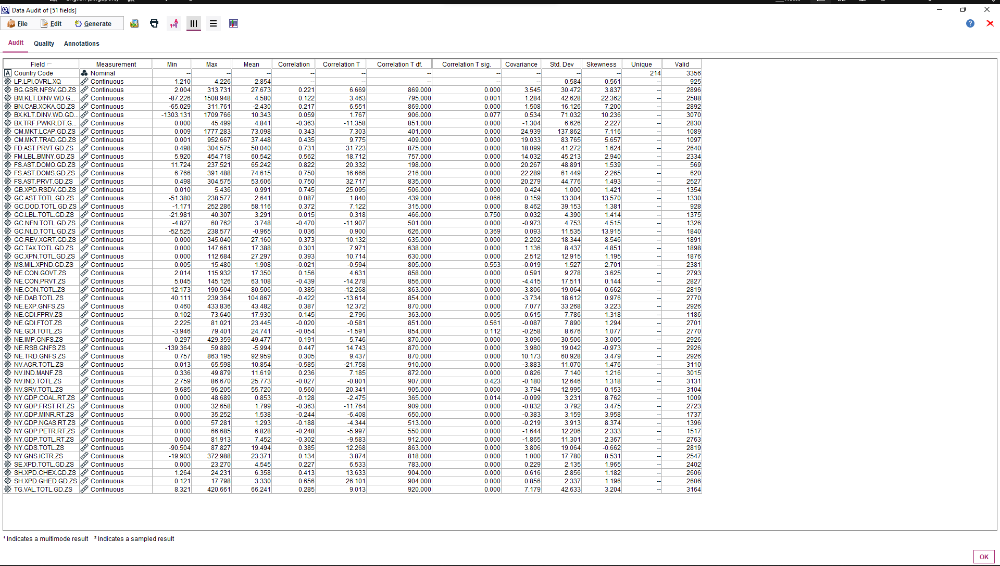 Data Audit of [51 fields]
File Edit Generate
Audit Quality Annotations
Field Measurement Min Max Mean Correlation Correlation T Correlation T df. Correlation T sig. Covariance Std. Dev Skewness Unique Valid
Country Code Nominal -- -- -- -- -- -- -- -- -- -- 214 3356
LP.LPI.OVRL.XQ Continuous 1.210 4.226 2.854 -- -- -- -- -- 0.584 0.561 -- 925
BG.GSR.NFSV.GD.ZS Continuous 2.004 313.731 27.673 0.221 6.669 869.000 0.000 3.545 30.472 3.837 -- 2896
BM.KLT.DINV.WD.G... Continuous -87.226 1508.948 4.580 0.122 3.463 795.000 0.001 1.284 42.628 22.362 -- 2588
BN.CAB.XOKA.GD.ZS Continuous -65.029 311.761 -2.430 0.217 6.551 869.000 0.000 1.508 16.126 7.200 -- 2892
BX.KLT.DINV.WD.GD... Continuous -1303.131 1709.766 10.343 0.059 1.767 906.000 0.077 0.534 71.032 10.236 -- 3070
BX.TRF.PWKR.DT.G... Continuous 0.000 45.499 4.841 -0.363 -11.358 851.000 0.000 -1.304 6.626 2.227 -- 2830
CM.MKT.LCAP.GD.ZS Continuous 0.009 1777.283 73.098 0.343 7.303 401.000 0.000 24.939 137.862 7.116 -- 1089
CM.MKT.TRAD.GD.ZS Continuous 0.001 952.667 37.448 0.435 9.775 409.000 0.000 19.033 83.765 5.657 -- 1097
FD.AST.PRVT.GD.ZS Continuous 0.498 304.575 50.040 0.731 31.723 875.000 0.000 18.099 41.272 1.624 -- 2640
FM.LBL.BMNY.GD.ZS Continuous 5.920 454.718 60.542 0.562 18.712 757.000 0.000 14.032 45.213 2.940 -- 2334
FS.AST.DOMO.GD.ZS Continuous 11.724 237.521 65.242 0.822 20.332 198.000 0.000 20.267 48.891 1.539 -- 569
FS.AST.DOMS.GD.ZS Continuous 6.766 391.488 74.615 0.750 16.666 216.000 0.000 22.289 61.449 2.265 -- 620
FS.AST.PRVT.GD.ZS Continuous 0.498 304.575 53.606 0.750 32.717 835.000 0.000 20.279 44.776 1.493 -- 2527
GB.XPD.RSDV.GD.ZS Continuous 0.010 5.436 0.991 0.745 25.095 506.000 0.000 0.424 1.000 1.421 -- 1354
GC.AST.TOTL.GD.ZS Continuous -51.380 238.577 2.641 0.087 1.840 439.000 0.066 0.159 13.304 13.570 -- 1330
GC.DOD.TOTL.GD.ZS Continuous -1.171 252.286 58.116 0.372 7.122 315.000 0.000 8.462 39.153 1.381 -- 928
GC.LBL.TOTL.GD.ZS Continuous -21.981 40.307 3.291 0.015 0.318 466.000 0.750 0.032 4.390 1.414 -- 1375
GC.NFN.TOTL.GD.ZS Continuous -4.827 60.762 3.748 -0.470 -11.907 501.000 0.000 -0.973 4.753 4.515 -- 1326
GC.NLD.TOTL.GD.ZS Continuous -52.525 238.577 -0.965 0.036 0.900 626.000 0.369 0.093 11.535 13.915 -- 1840
GC.REV.XGRT.GD.ZS Continuous 0.000 345.040 27.160 0.373 10.132 635.000 0.000 2.202 18.344 8.546 -- 1891
GC.TAX.TOTL.GD.ZS Continuous 0.000 147.661 17.388 0.301 7.971 638.000 0.000 1.136 8.437 4.851 -- 1898
GC.XPN.TOTL.GD.ZS Continuous 0.000 112.684 27.297 0.393 10.714 630.000 0.000 2.512 12.915 1.195 -- 1876
MS.MIL.XPND.GD.ZS Continuous 0.005 15.480 1.908 -0.021 -0.594 805.000 0.553 -0.019 1.527 2.701 -- 2381
NE.CON.GOVT.ZS Continuous 2.014 115.932 17.350 0.156 4.631 858.000 0.000 0.591 9.278 3.625 -- 2793
NE.CON.PRVT.ZS Continuous 5.045 145.126 63.108 -0.439 -14.278 856.000 0.000 -4.415 17.511 0.144 -- 2827
NE.CON.TOTL.ZS Continuous 12.173 190.504 80.506 -0.385 -12.268 863.000 0.000 -3.806 19.064 0.662 -- 2819
NE.DAB.TOTL.ZS Continuous 40.111 239.364 104.867 -0.422 -13.614 854.000 0.000 -3.734 18.612 0.976 -- 2770
NE.EXP.GNFS.ZS Continuous 0.460 433.836 43.482 0.387 12.372 870.000 0.000 7.077 33.268 3.223 -- 2926
NE.GDI.FPRV.ZS Continuous 0.102 73.640 17.930 0.145 2.796 363.000 0.005 0.615 7.786 1.318 -- 1186
NE.GDI.FTOT.ZS Continuous 2.225 81.021 23.445 -0.020 -0.581 851.000 0.561 -0.087 7.890 1.294 -- 2701
NE.GDI.TOTL.ZS Continuous -3.946 79.401 24.741 -0.054 -1.591 854.000 0.112 -0.258 8.676 1.077 -- 2770
NE.IMP.GNFS.ZS Continuous 0.297 429.359 49.477 0.191 5.746 870.000 0.000 3.096 30.506 3.005 -- 2926
NE.RSB.GNFS.ZS Continuous -139.364 59.889 -5.994 0.447 14.743 870.000 0.000 3.980 19.042 -0.973 -- 2926
NE.TRD.GNFS.ZS Continuous 0.757 863.195 92.959 0.305 9.437 870.000 0.000 10.173 60.928 3.479 -- 2926
NV.AGR.TOTL.ZS Continuous 0.013 65.598 10.854 -0.585 -21.758 910.000 0.000 -3.883 11.070 1.476 -- 3110
NV.IND.MANF.ZS Continuous 0.336 49.879 11.619 0.236 7.185 872.000 0.000 0.826 7.140 1.216 -- 3015
NV.IND.TOTL.ZS Continuous 2.759 86.670 25.773 -0.027 -0.801 907.000 0.423 -0.180 12.646 1.318 -- 3131
NV.SRV.TOTL.ZS Continuous 9.685 96.205 55.720 0.560 20.341 905.000 0.000 3.794 12.995 0.153 -- 3104
NY.GDP.COAL.RT.ZS Continuous 0.000 48.689 0.853 -0.128 -2.475 365.000 0.014 -0.099 3.231 8.762 -- 1009
NY.GDP.FRST.RT.ZS Continuous 0.000 32.658 1.799 -0.363 -11.764 909.000 0.000 -0.832 3.792 3.475 -- 2723
NY.GDP.MINR.RT.ZS Continuous 0.000 35.252 1.538 -0.244 -6.408 650.000 0.000 -0.383 3.159 3.958 -- 1737
NY.GDP.NGAS.RT.ZS Continuous 0.000 57.281 1.293 -0.188 -4.344 513.000 0.000 -0.219 3.913 8.374 -- 1396
NY.GDP.PETR.RT.ZS Continuous 0.000 66.685 6.828 -0.248 -5.997 550.000 0.000 -1.644 12.206 2.333 -- 1517
NY.GDP.TOTL.RT.ZS Continuous 0.000 81.913 7.452 -0.302 -9.583 912.000 0.000 -1.865 11.301 2.367 -- 2763
NY.GDS.TOTL.ZS Continuous -90.504 87.827 19.494 0.385 12.268 863.000 0.000 3.806 19.064 -0.662 -- 2819
NY.GNS.ICTR.ZS Continuous -19.903 372.988 23.371 0.134 3.874 818.000 0.000 1.000 17.780 8.531 -- 2547
SE.XPD.TOTL.GD.ZS Continuous 0.000 23.270 4.545 0.227 6.533 783.000 0.000 0.229 2.135 1.965 -- 2402
SH.XPD.CHEX.GD.ZS Continuous 1.264 24.231 6.358 0.413 13.633 904.000 0.000 0.616 2.856 1.182 -- 2606
SH.XPD.GHED.GD.ZS Continuous 0.121 17.798 3.330 0.656 26.101 904.000 0.000 0.856 2.337 1.196 -- 2606
TG.VAL.TOTL.GD.ZS Continuous 8.321 420.661 66.241 0.285 9.013 920.000 0.000 7.179 42.633 3.204 -- 3164
¹ Indicates a multimode result ² Indicates a sampled result
OK